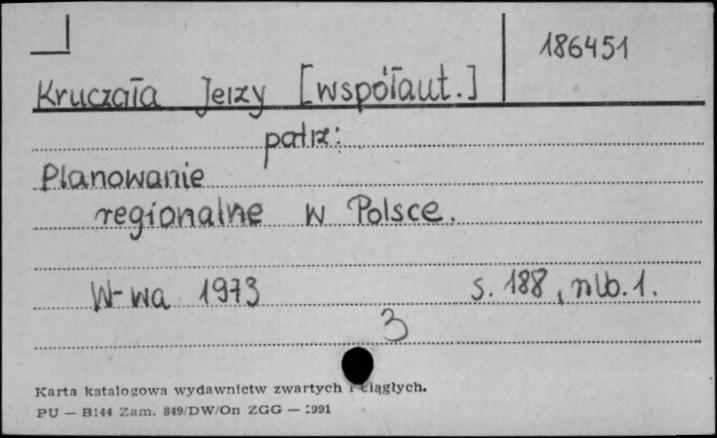 186451
Kruczała Jerzy [współaut.]
patrz:
Planowanie
regionalne w Polsce.
W-wa 1973 s. 188, nlb. 1.
3
Karta katalogowa wydawnictw zwartych i ciągłych.
PU — B144 Zam. 849/DW/On ZGG — 1991